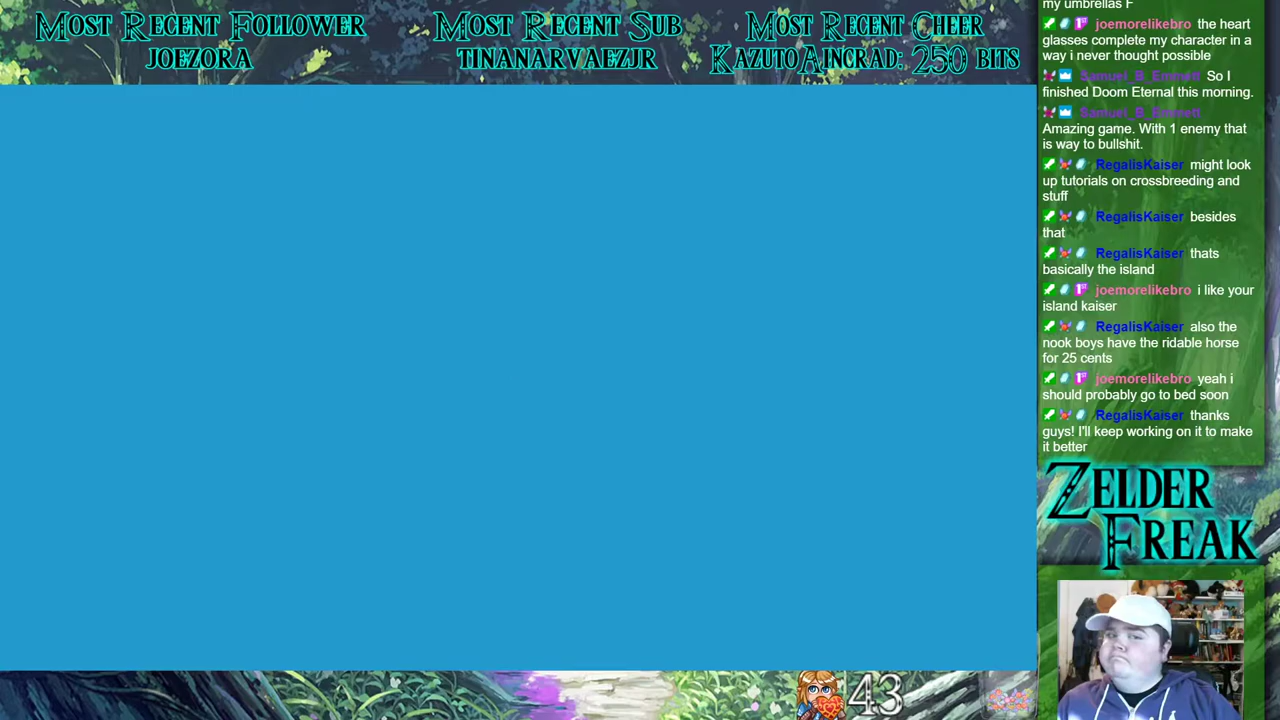 Most Recent Follower
joezora
Most Recent Sub
tinanarvaezjr
Most Recent Cheer
KazutoAincrad: 250 bits
my umbrellas F
joemorelikebro the heart
glasses complete my character in a
way i never thought possible
Samuel_B_Emmett So I
finished Doom Eternal this morning.
Samuel_B_Emmett
Amazing game. With 1 enemy that
is way to bullshit.
RegalisKaiser might look
up tutorials on crossbreeding and
stuff
RegalisKaiser besides
that
RegalisKaiser thats
basically the island
joemorelikebro i like your
island kaiser
RegalisKaiser also the
nook boys have the ridable horse
for 25 cents
joemorelikebro yeah i
should probably go to bed soon
RegalisKaiser thanks
guys! I'll keep working on it to make
it better
Zelder
Freak
43